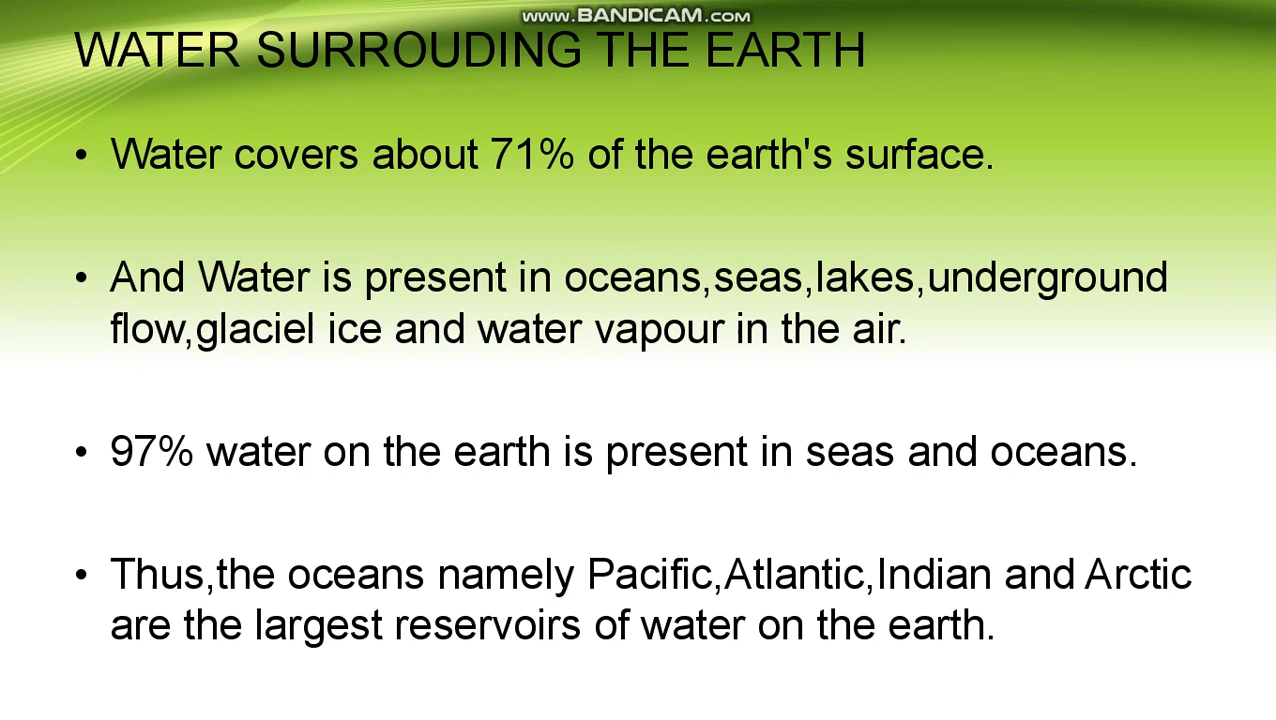 www.BANDICAM.com
WATER SURROUDING THE EARTH
• Water covers about 71% of the earth's surface.
• And Water is present in oceans,seas,lakes,underground
flow,glaciel ice and water vapour in the air.
• 97% water on the earth is present in seas and oceans.
• Thus,the oceans namely Pacific,Atlantic,Indian and Arctic
are the largest reservoirs of water on the earth.